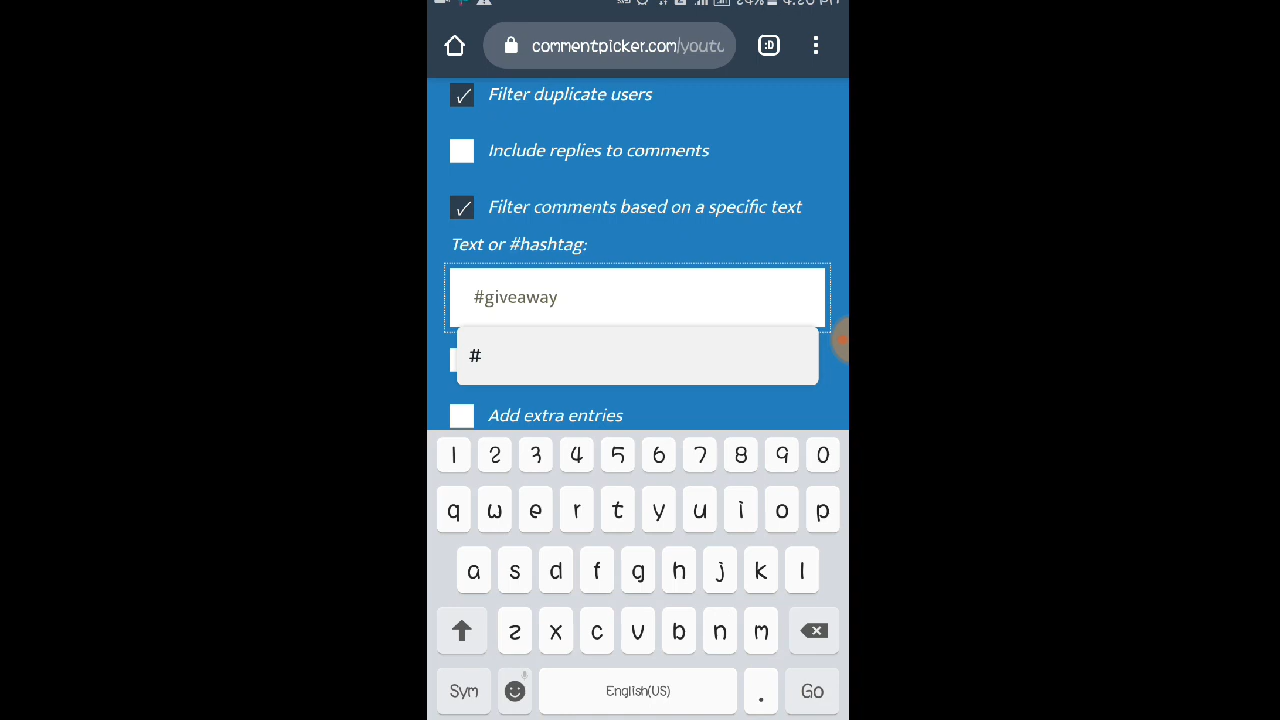 commentpicker.com/youtu
:D
Filter duplicate users
Include replies to comments
Filter comments based on a specific text
Text or #hashtag:
#giveaway
#
Add extra entries
1 2 3 4 5 6 7 8 9 0
q w e r t y u i o p
a s d f g h j k l
z x c v b n m
Sym English(US) . Go